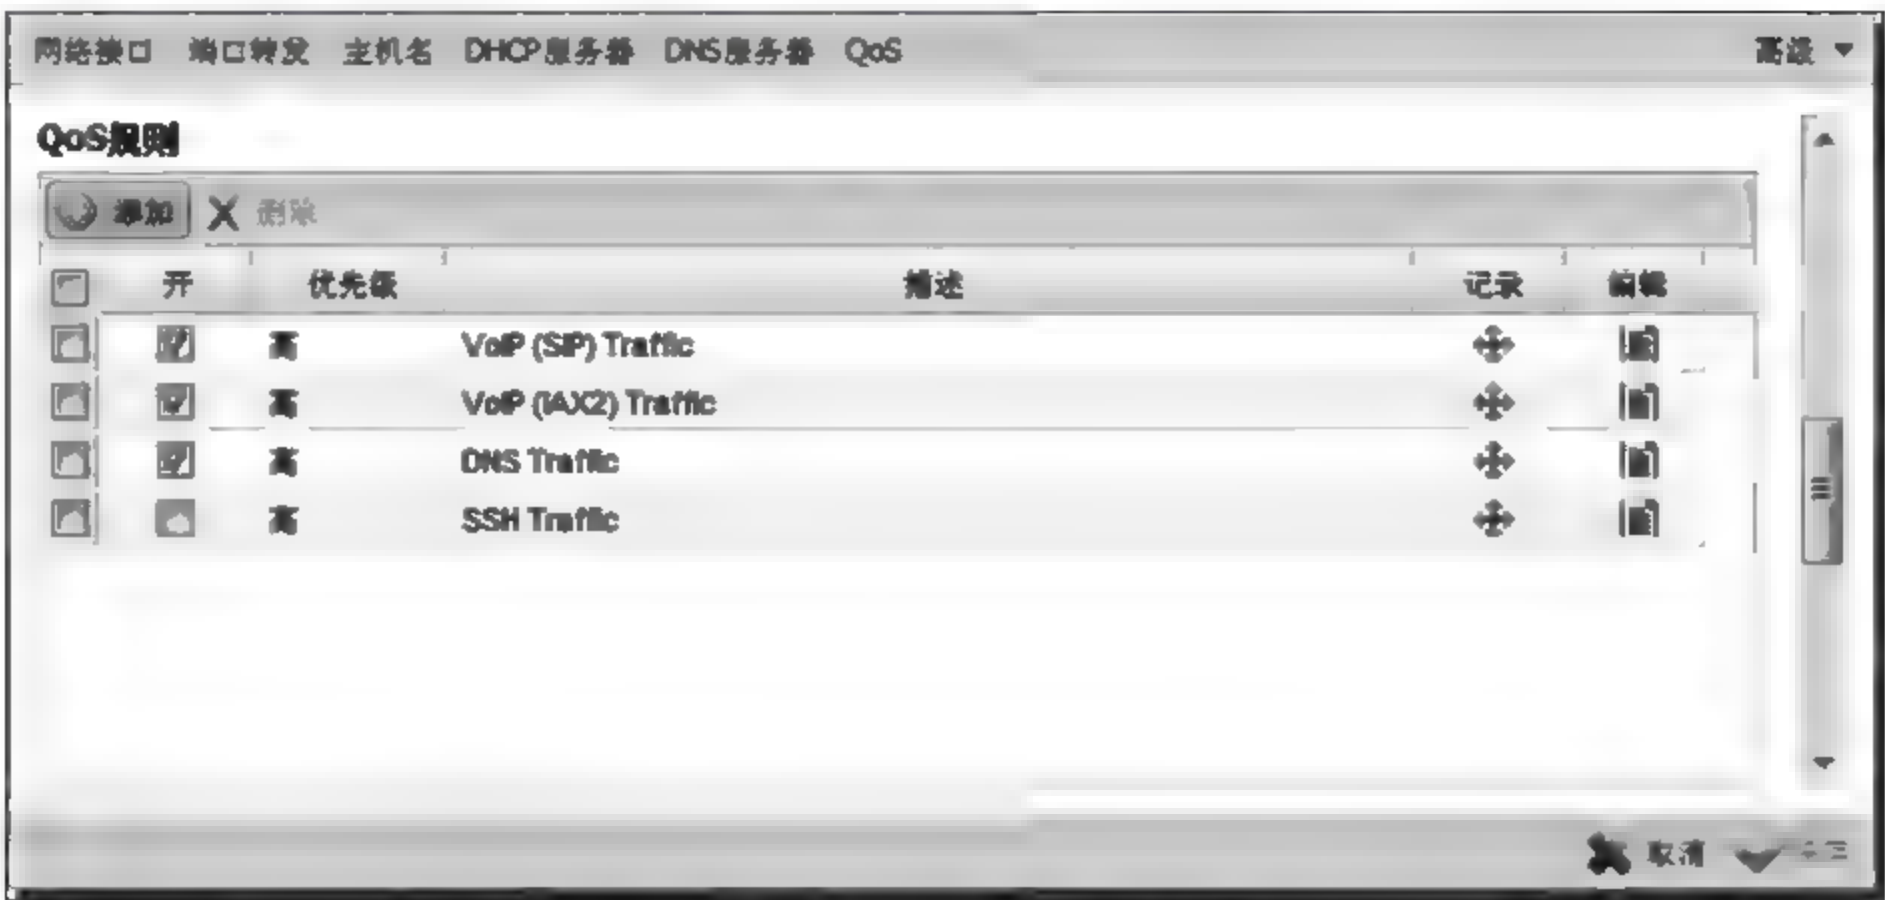 网络接口 端口转发 主机名 DHCP服务器 DNS服务器 QoS 高级
QoS规则
添加 删除
开 优先级 描述 记录 编辑
高 VoIP (SIP) Traffic
高 VoIP (IAX2) Traffic
高 DNS Traffic
高 SSH Traffic
取消